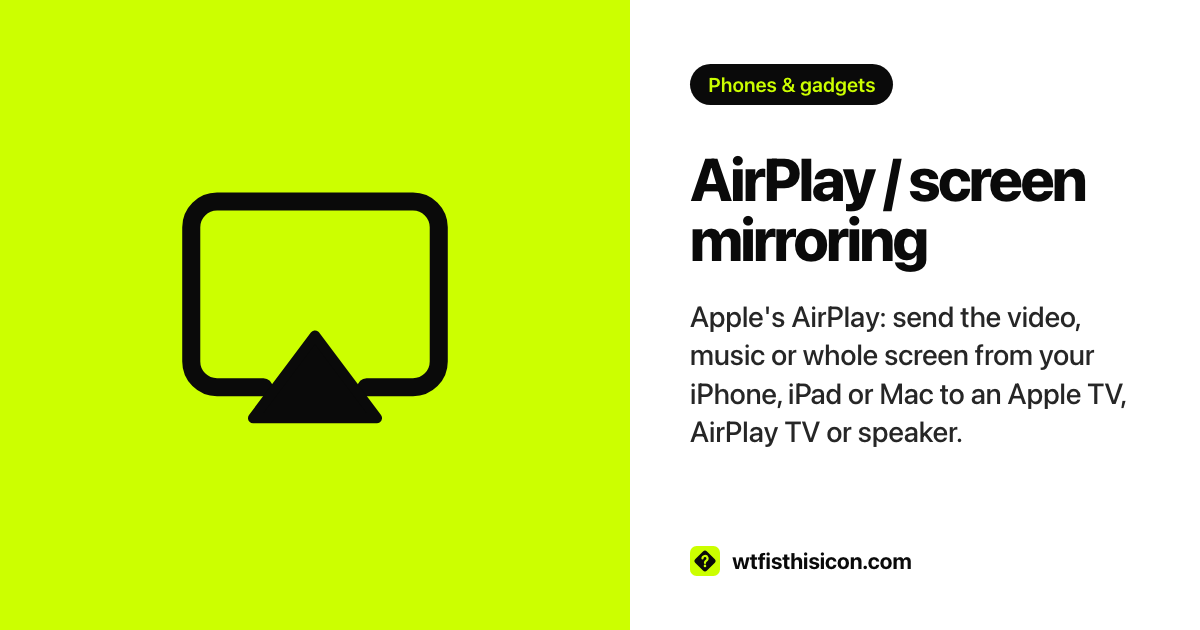 Phones & gadgets
AirPlay / screen
mirroring
Apple's AirPlay: send the video,
music or whole screen from your
iPhone, iPad or Mac to an Apple TV,
AirPlay TV or speaker.
?
wtfisthisicon.com